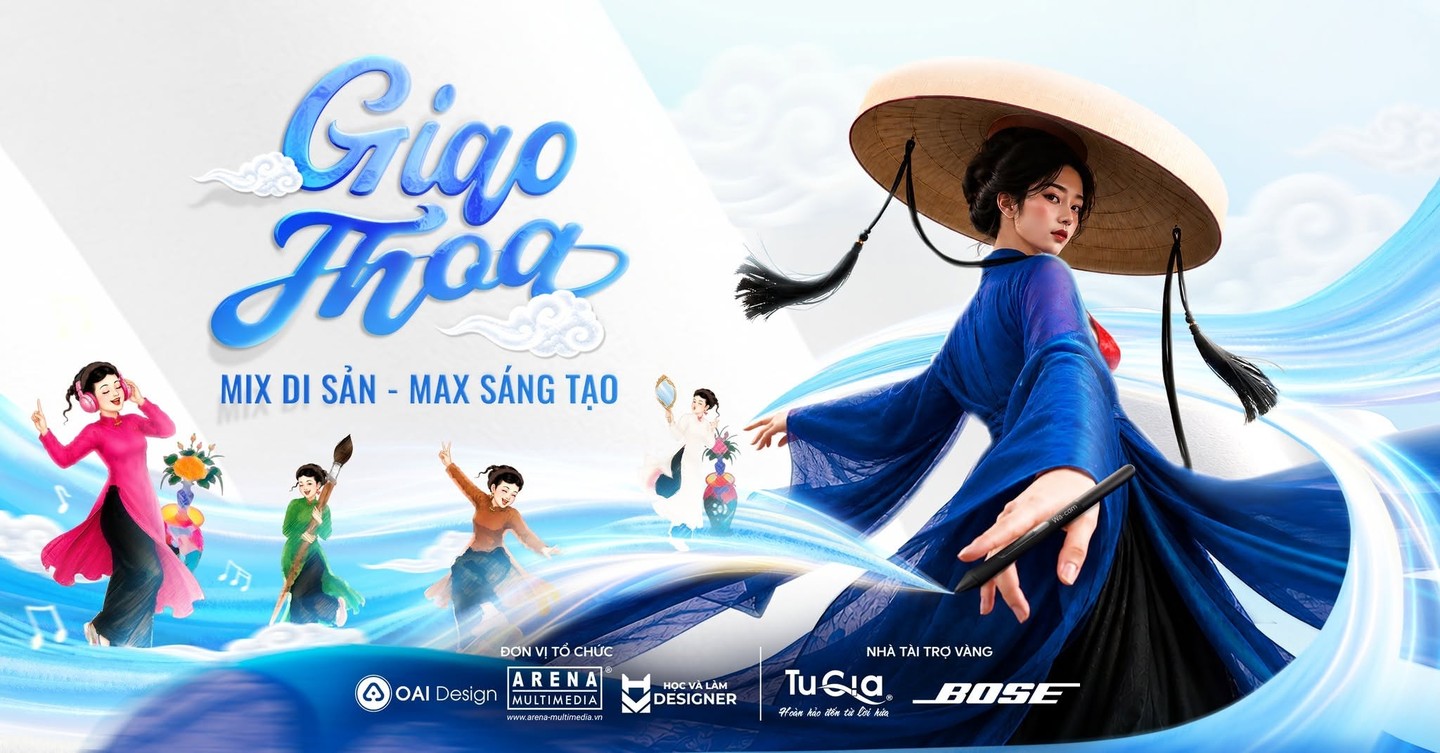 Giao
Thoa
MIX DI SẢN - MAX SÁNG TẠO
Wacom
ĐƠN VỊ TỔ CHỨC
OAI Design
ARENA®
MULTIMEDIA
www.arena-multimedia.vn
HỌC VÀ LÀM
DESIGNER
NHÀ TÀI TRỢ VÀNG
TuGia®
Hoàn hảo đến từ lời hứa
BOSE